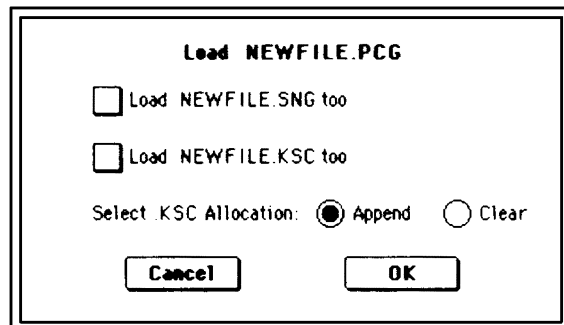 Load NEWFILE.PCG
Load NEWFILE.SNG too
Load NEWFILE.KSC too
Select .KSC Allocation: Append Clear
Cancel OK